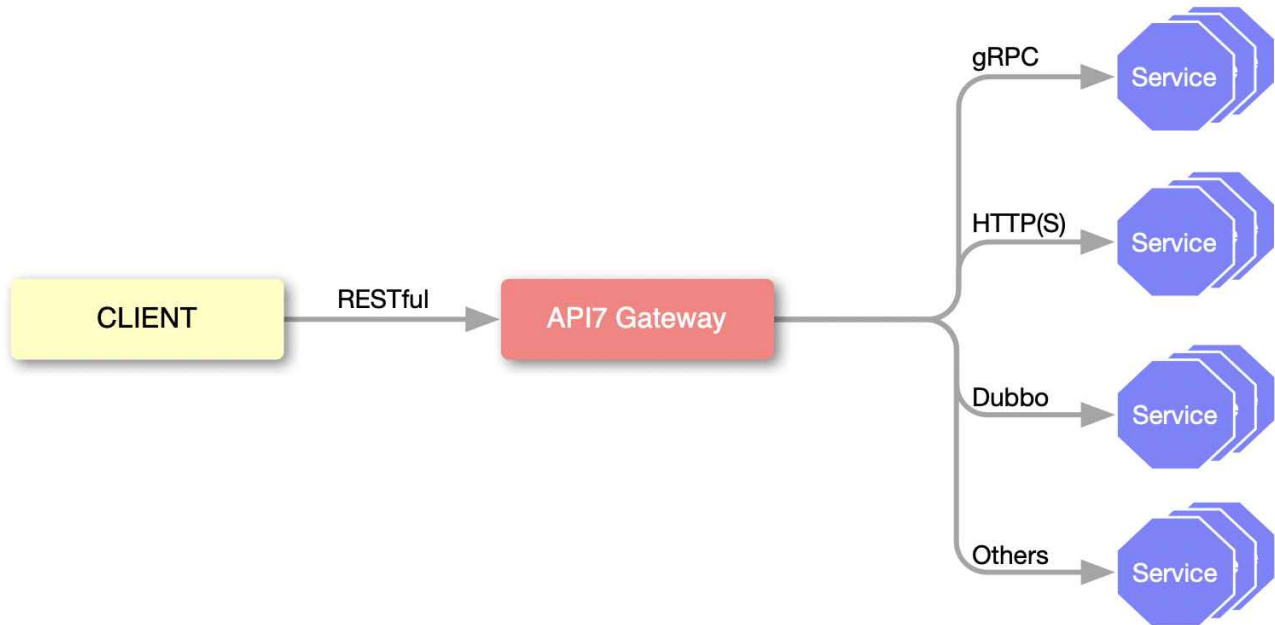 gRPC
Service
HTTP(S)
Service
CLIENT
RESTful
API7 Gateway
Dubbo
Service
Others
Service